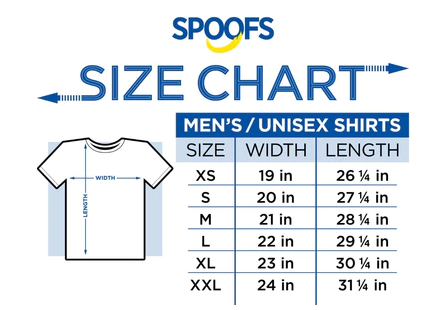 SPOOFS
SIZE CHART
MEN'S / UNISEX SHIRTS
SIZE WIDTH LENGTH
XS 19 in 26 ¼ in
S 20 in 27 ¼ in
M 21 in 28 ¼ in
L 22 in 29 ¼ in
XL 23 in 30 ¼ in
XXL 24 in 31 ¼ in
WIDTH
LENGTH